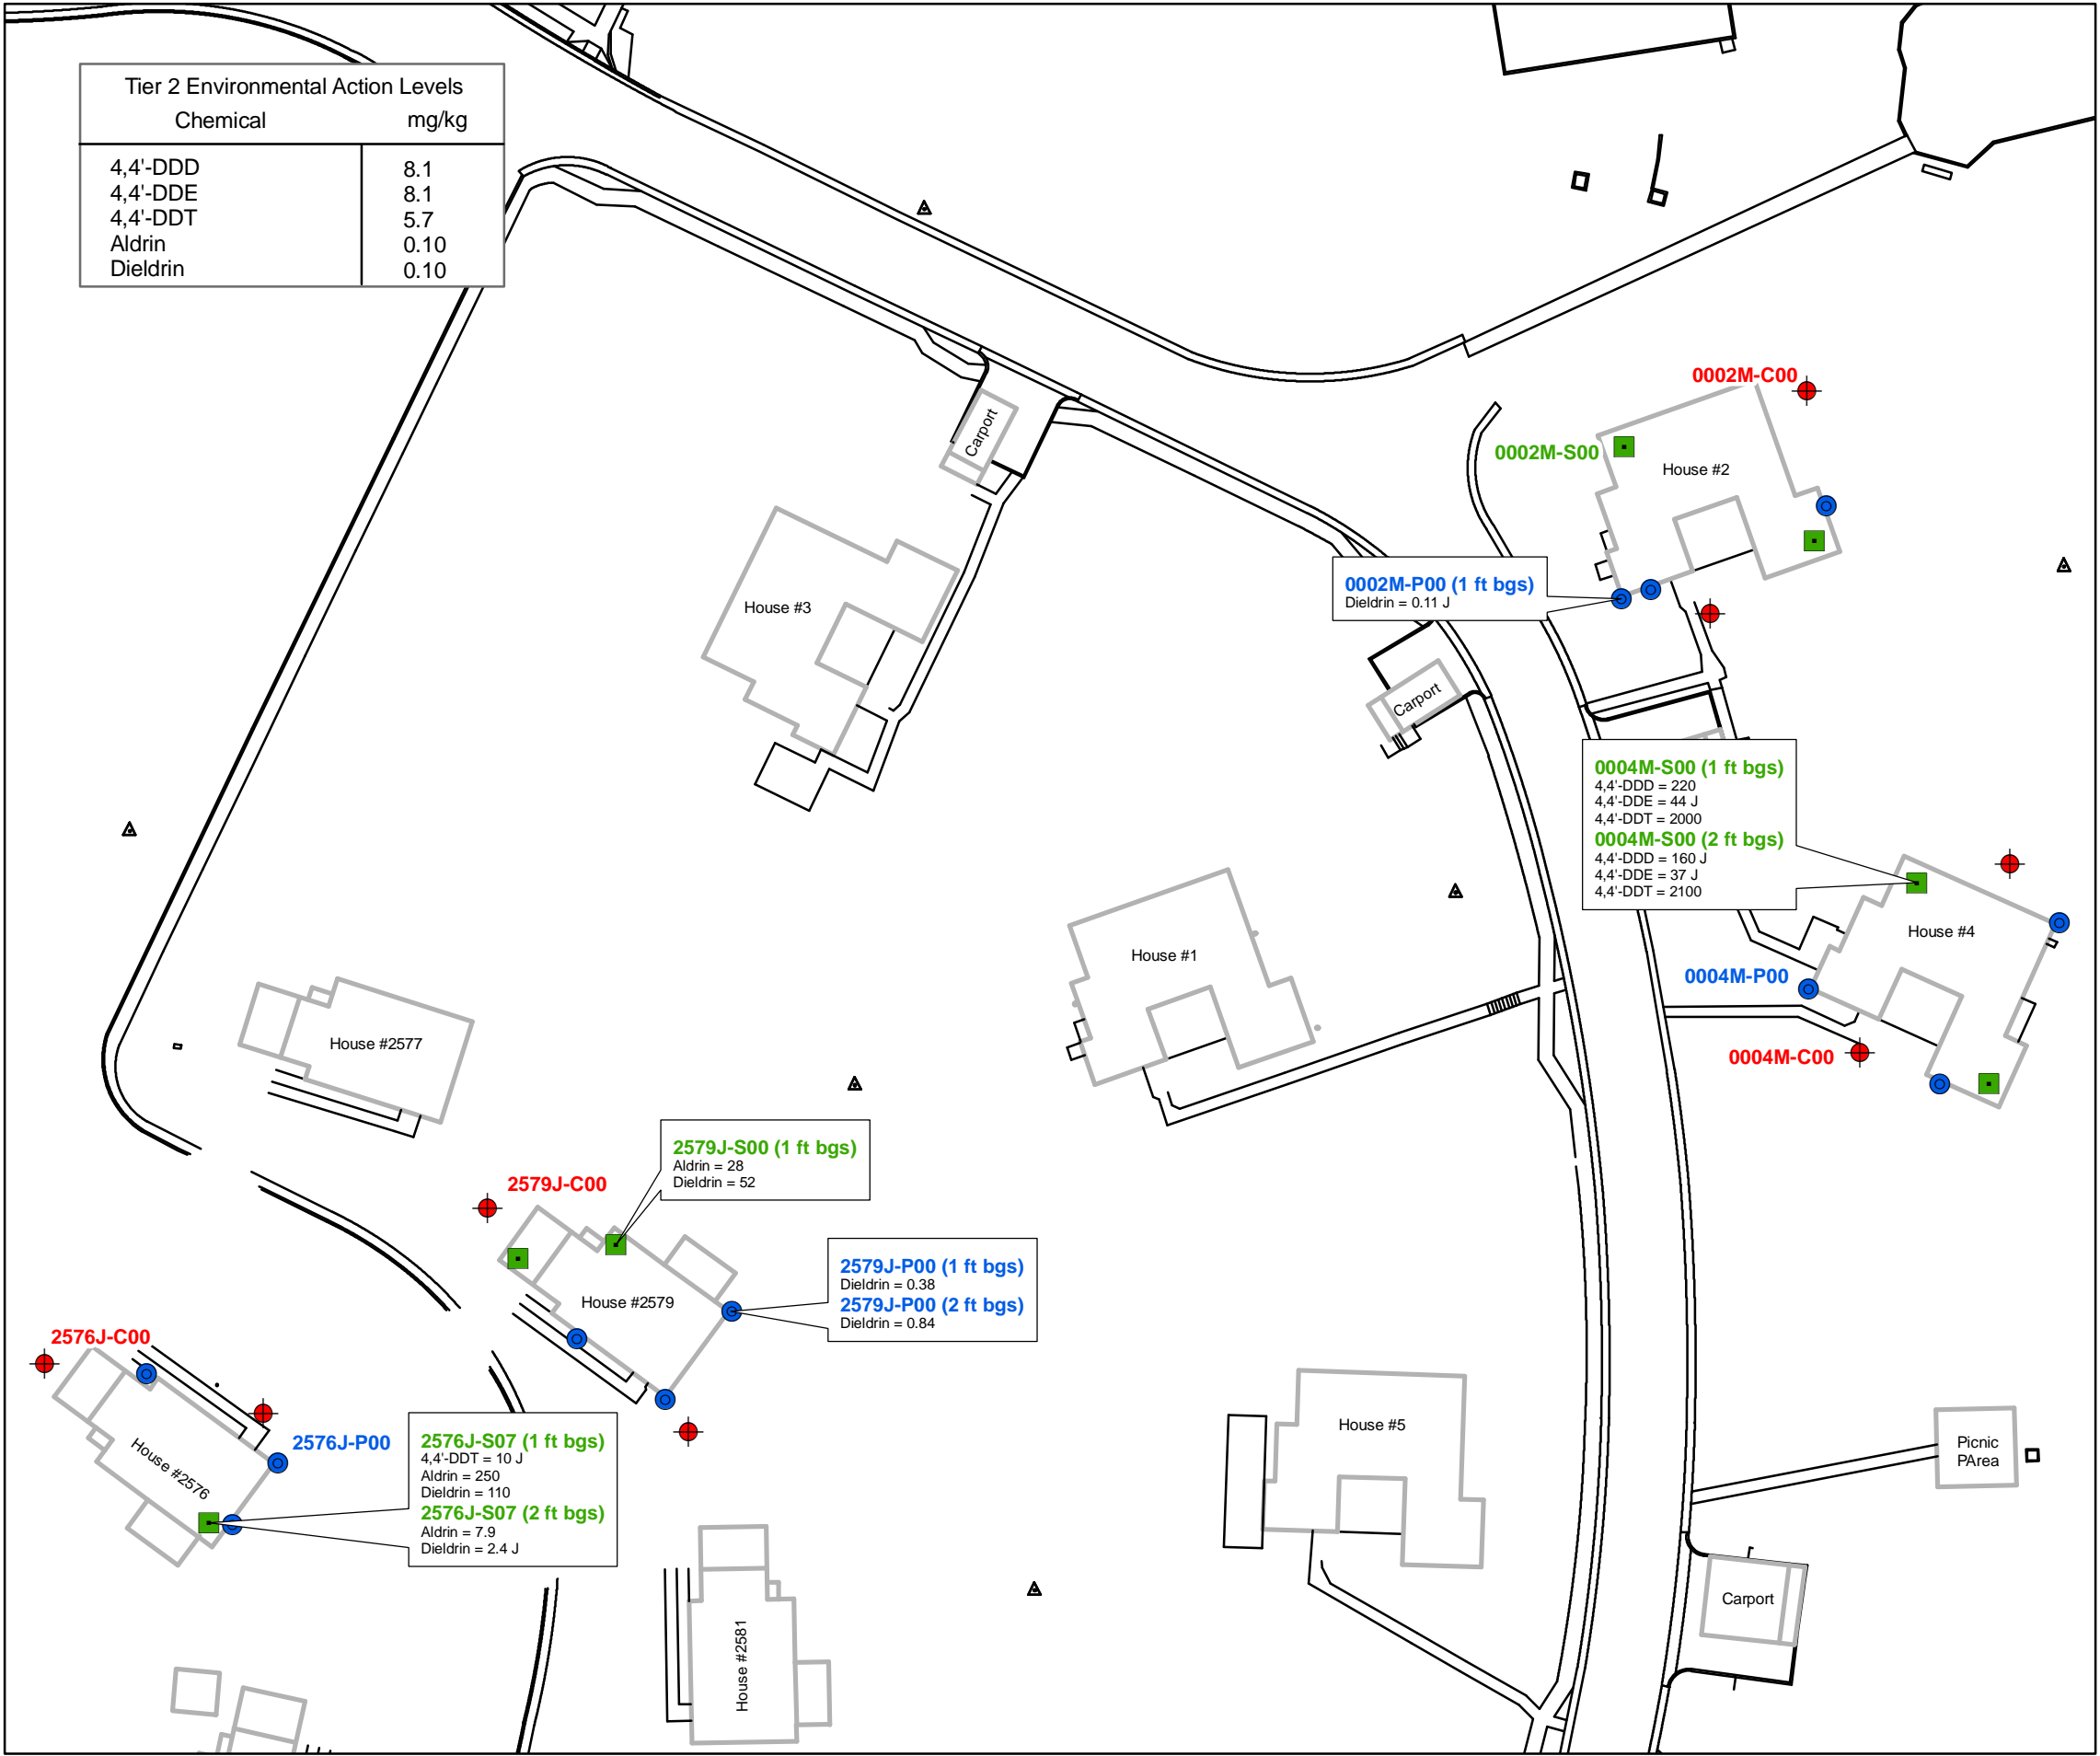 Tier 2 Environmental Action Levels
Chemical mg/kg
4,4'-DDD 8.1
4,4'-DDE 8.1
4,4'-DDT 5.7
Aldrin 0.10
Dieldrin 0.10
0002M-C00
Carport
0002M-S00
House #2
0002M-P00 (1 ft bgs)
Dieldrin = 0.11 J
House #3
Carport
0004M-S00 (1 ft bgs)
4,4'-DDD = 220
4,4'-DDE = 44 J
4,4'-DDT = 2000
0004M-S00 (2 ft bgs)
4,4'-DDD = 160 J
4,4'-DDE = 37 J
4,4'-DDT = 2100
House #4
House #1
0004M-P00
House #2577
0004M-C00
2579J-S00 (1 ft bgs)
Aldrin = 28
Dieldrin = 52
2579J-C00
2579J-P00 (1 ft bgs)
Dieldrin = 0.38
2579J-P00 (2 ft bgs)
Dieldrin = 0.84
House #2579
2576J-C00
House #5
2576J-P00
2576J-S07 (1 ft bgs)
4,4'-DDT = 10 J
Aldrin = 250
Dieldrin = 110
2576J-S07 (2 ft bgs)
Aldrin = 7.9
Dieldrin = 2.4 J
House #2576
Picnic
PArea
Carport
House #2581